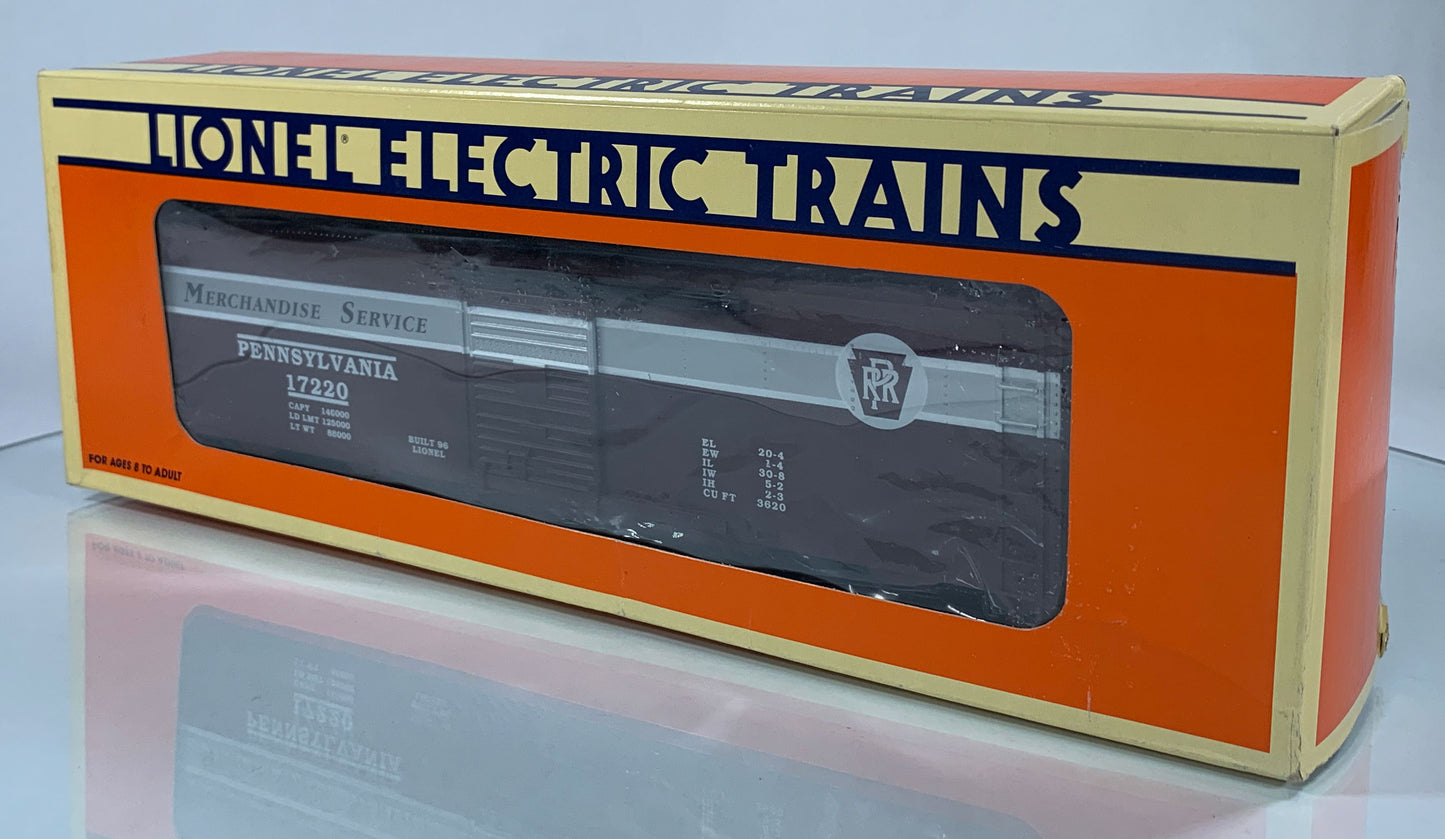 LIONEL ELECTRIC TRAINS
LIONEL® ELECTRIC TRAINS
MERCHANDISE SERVICE
PENNSYLVANIA
17220
CAPY 146000
LD LMT 125000
LT WT 88000
BUILT 96
LIONEL
PRR
EL
EW 20-4
IL 1-4
IW 30-8
IH 5-2
CU FT 2-3
3620
FOR AGES 8 TO ADULT